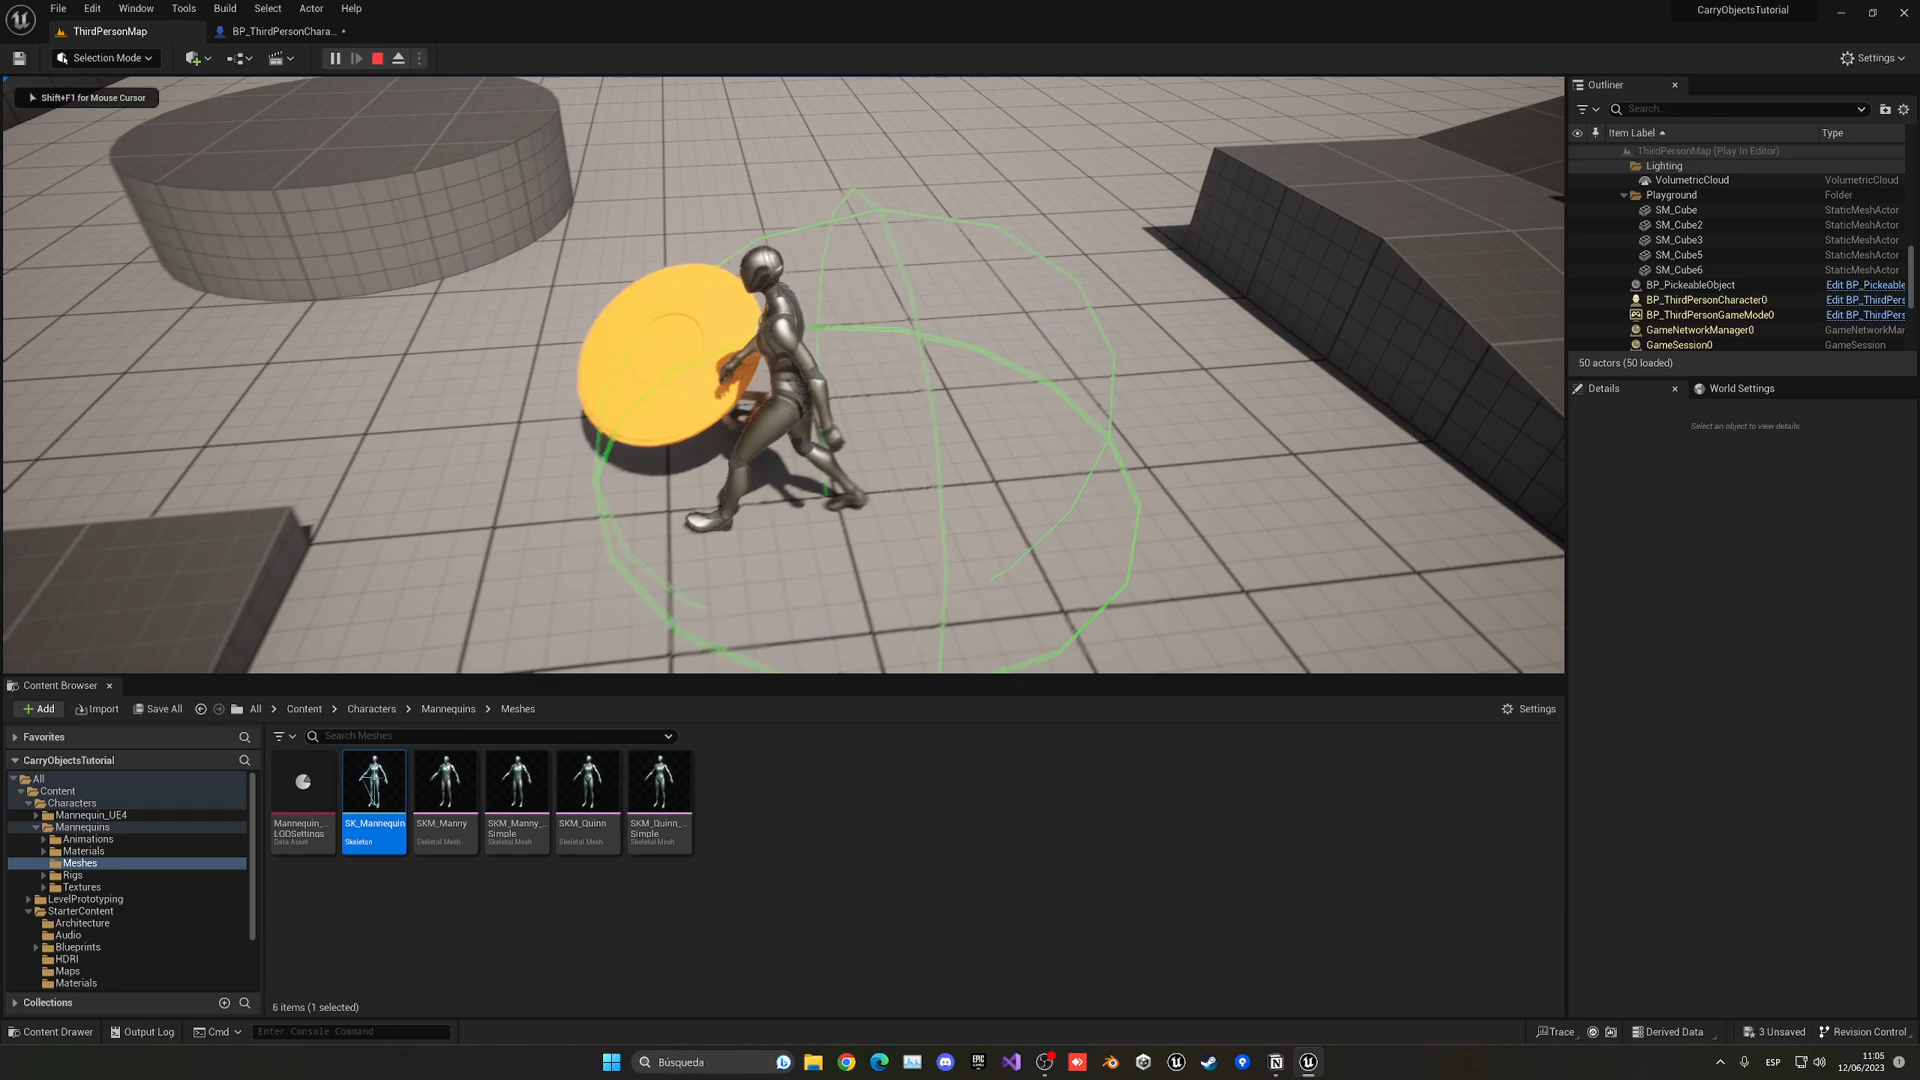 File Edit Window Tools Build Select Actor Help
CarryObjectsTutorial
ThirdPersonMap
BP_ThirdPersonChara... •
Selection Mode
Settings
Shift+F1 for Mouse Cursor
Outliner
Search...
Item Label Type
ThirdPersonMap (Play In Editor)
Lighting
VolumetricCloud VolumetricCloud
Playground Folder
SM_Cube StaticMeshActor
SM_Cube2 StaticMeshActor
SM_Cube3 StaticMeshActor
SM_Cube5 StaticMeshActor
SM_Cube6 StaticMeshActor
BP_PickeableObject Edit BP_Pickeable
BP_ThirdPersonCharacter0 Edit BP_ThirdPers
BP_ThirdPersonGameMode0 Edit BP_ThirdPers
GameNetworkManager0 GameNetworkMar
GameSession0 GameSession
50 actors (50 loaded)
Details
World Settings
Select an object to view details.
Content Browser
Add Import Save All All > Content > Characters > Mannequins > Meshes
Settings
Favorites
CarryObjectsTutorial
All
Content
Characters
Mannequin_UE4
Mannequins
Animations
Materials
Meshes
Rigs
Textures
LevelPrototyping
StarterContent
Architecture
Audio
Blueprints
HDRI
Maps
Materials
Collections
Search Meshes
Mannequin_...
LODSettings
Data Asset
SK_Mannequin
Skeleton
SKM_Manny
Skeletal Mesh
SKM_Manny_...
Simple
Skeletal Mesh
SKM_Quinn
Skeletal Mesh
SKM_Quinn_...
Simple
Skeletal Mesh
6 items (1 selected)
Content Drawer Output Log Cmd Enter Console Command
Trace Derived Data 3 Unsaved Revision Control
Búsqueda
EPIC
GAMES
ESP
11:05
12/06/2023
1